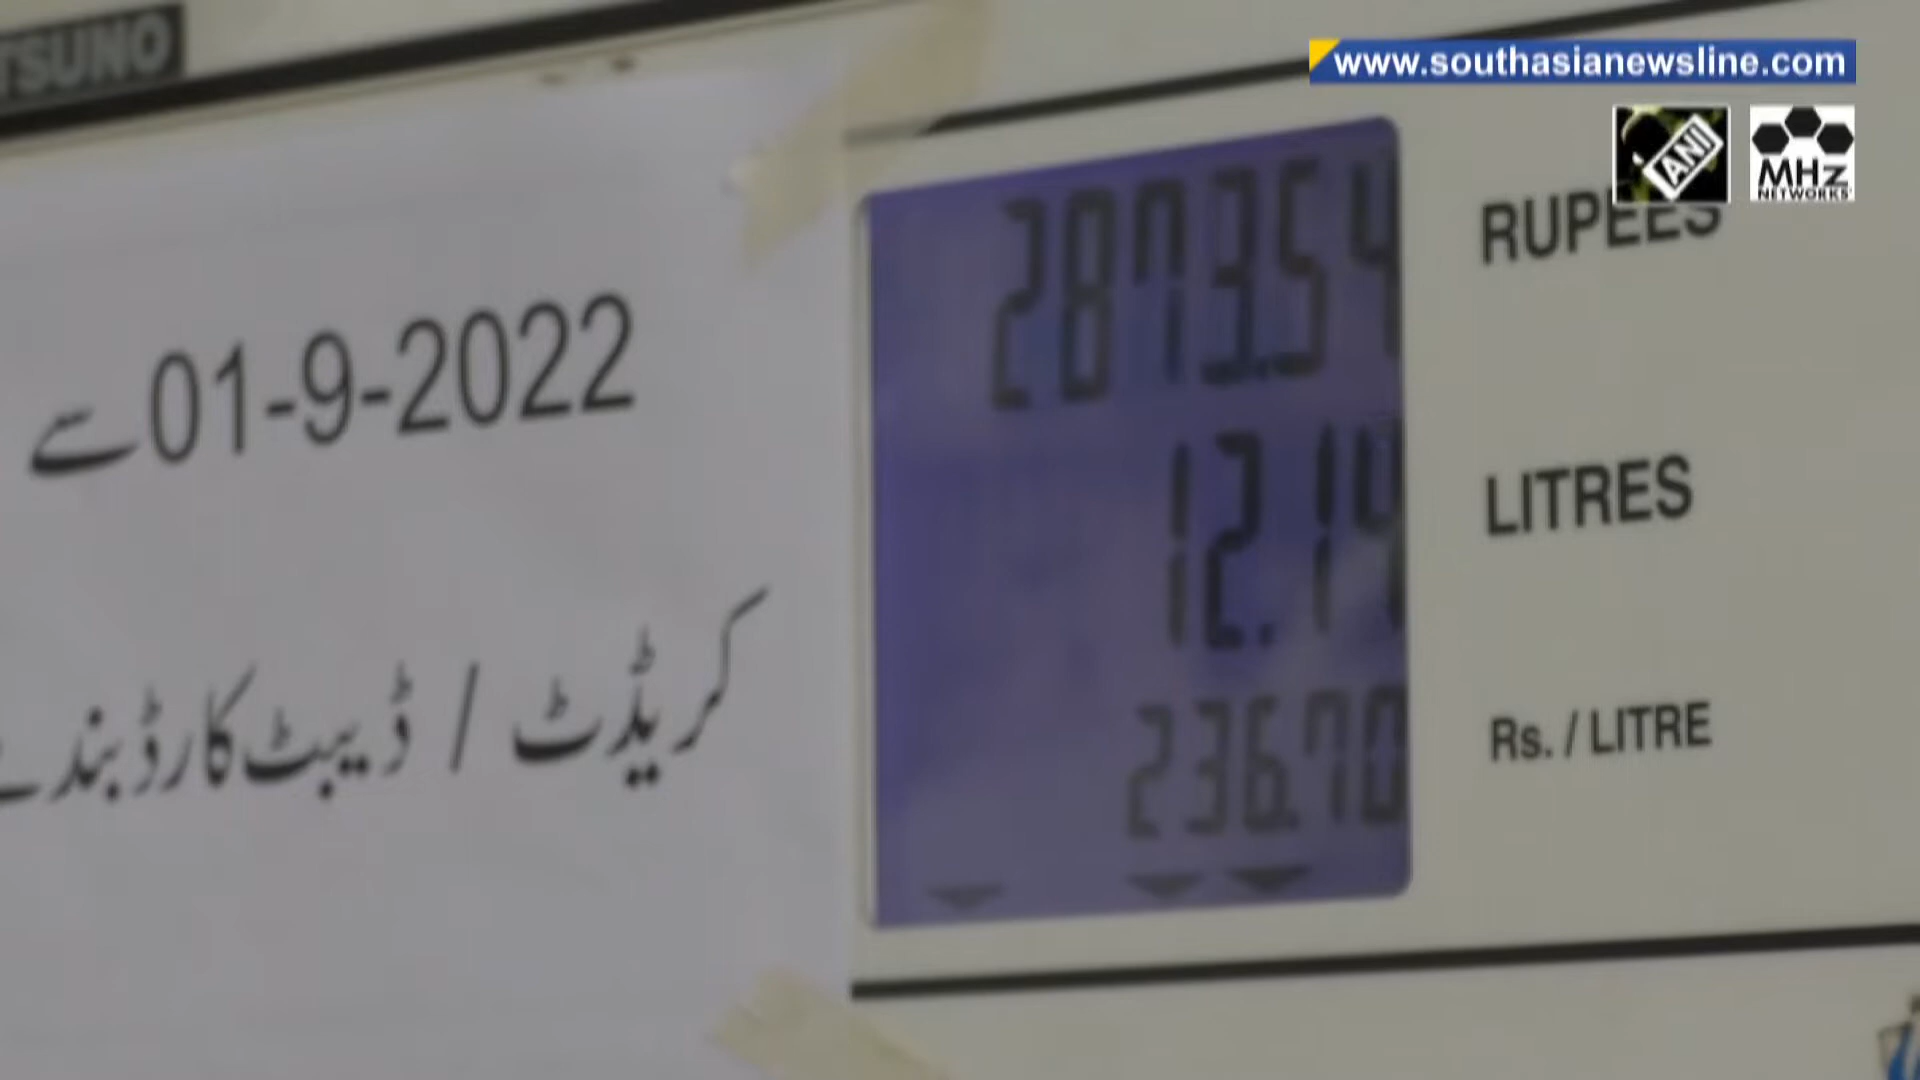 TSUNO
www.southasianewsline.com
ANI
MHz
NETWORKS
01-9-2022 سے
کریڈٹ / ڈیبٹ کارڈ بند
2873.54
RUPEES
12.14
LITRES
236.70
Rs. / LITRE